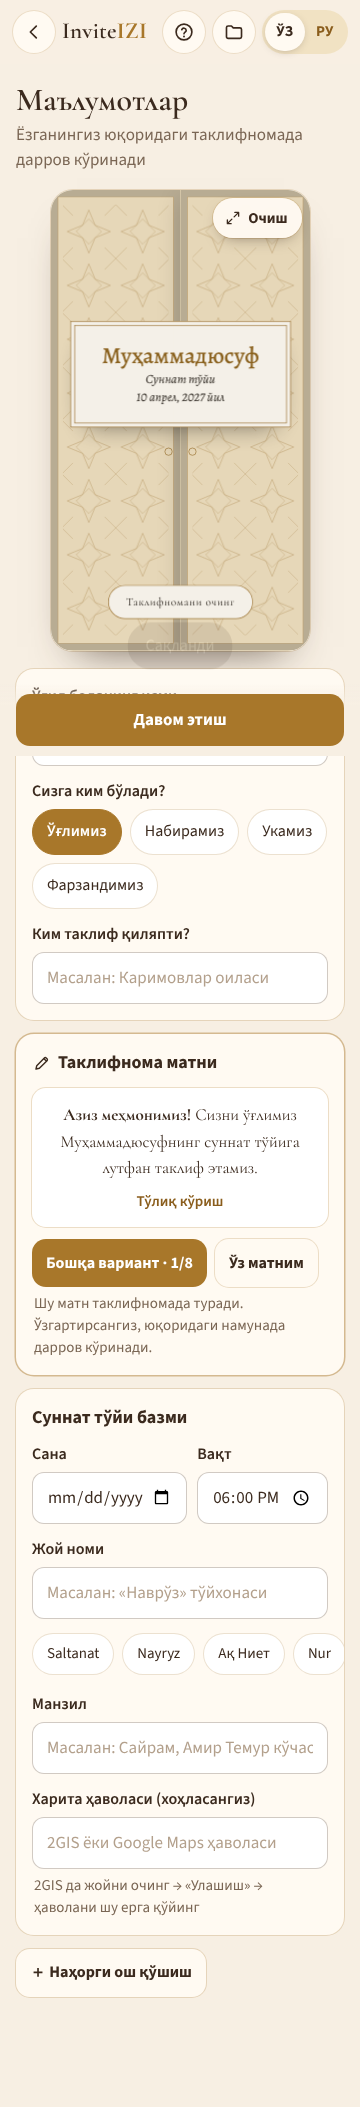 InviteIZI
ЎЗ РУ
Маълумотлар
Ёзганингиз юқоридаги таклифномада
дарров кўринади
Очиш
Муҳаммадюсуф
Суннат тўйи
10 апрел, 2027 йил
Таклифномани очинг
Сақланди
Давом этиш
Сизга ким бўлади?
Ўғлимиз Набирамиз Укамиз
Фарзандимиз
Ким таклиф қиляпти?
Масалан: Каримовлар оиласи
Таклифнома матни
Азиз меҳмонимиз! Сизни ўғлимиз
Муҳаммадюсуфнинг суннат тўйига
лутфан таклиф этамиз.
Тўлиқ кўриш
Бошқа вариант · 1/8 Ўз матним
Шу матн таклифномада туради.
Ўзгартирсангиз, юқоридаги намунада
дарров кўринади.
Суннат тўйи базми
Сана Вақт
mm/dd/yyyy 06:00 PM
Жой номи
Масалан: «Наврўз» тўйхонаси
Saltanat Nayryz Ақ Ниет Nur
Манзил
Масалан: Сайрам, Амир Темур кўчас
Харита ҳаволаси (хоҳласангиз)
2GIS ёки Google Maps ҳаволаси
2GIS да жойни очинг → «Улашиш» →
ҳаволани шу ерга қўйинг
+ Наҳорги ош қўшиш